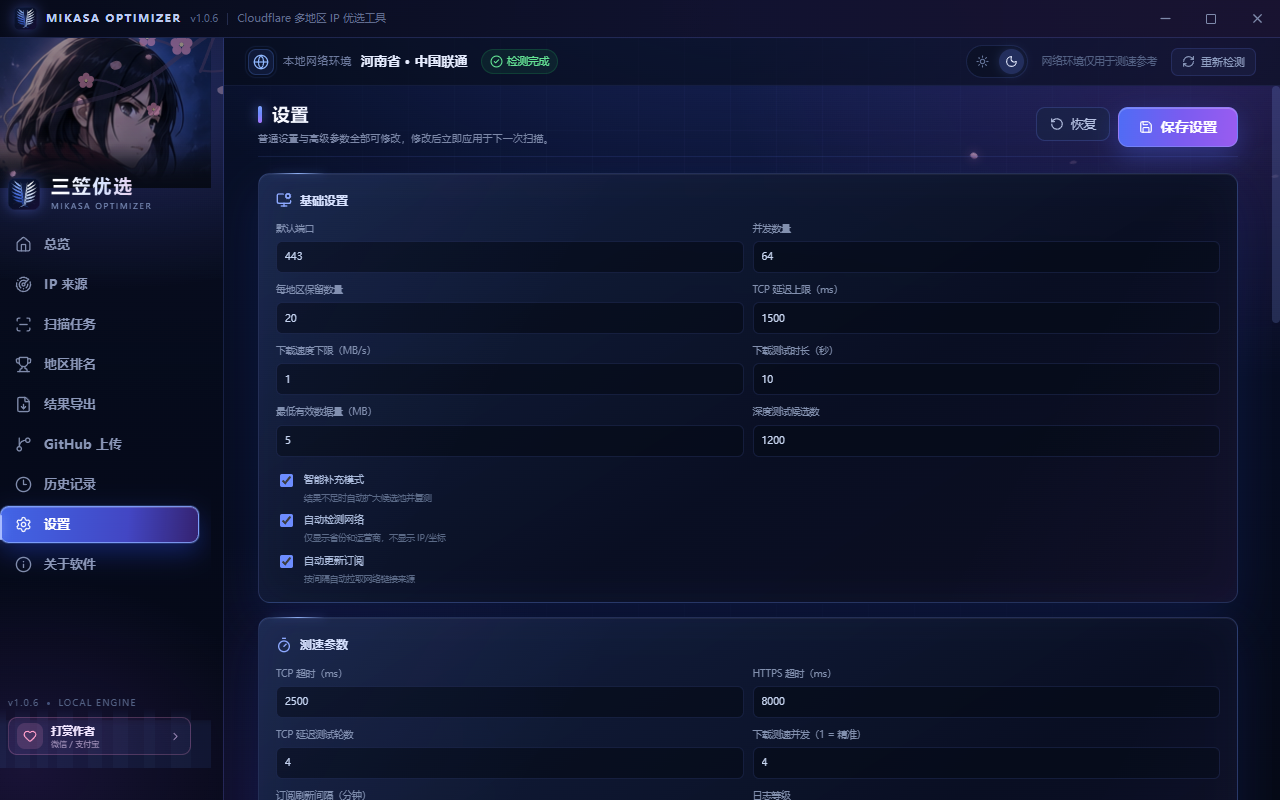 MIKASA OPTIMIZER v1.0.6 Cloudflare 多地区 IP 优选工具
本地网络环境 河南省 • 中国联通 检测完成 网络环境仅用于测速参考 重新检测
三笠优选
MIKASA OPTIMIZER
总览
IP 来源
扫描任务
地区排名
结果导出
GitHub 上传
历史记录
设置
关于软件
v1.0.6 • LOCAL ENGINE
打赏作者
微信 / 支付宝
设置
普通设置与高级参数全部可修改，修改后立即应用于下一次扫描。
恢复
保存设置
基础设置
默认端口 并发数量
443 64
每地区保留数量 TCP 延迟上限（ms）
20 1500
下载速度下限（MB/s） 下载测试时长（秒）
1 10
最低有效数据量（MB） 深度测试候选数
5 1200
智能补充模式
结果不足时自动扩大候选池并复测
自动检测网络
仅显示省份和运营商，不显示 IP/坐标
自动更新订阅
按间隔自动拉取网络链接来源
测速参数
TCP 超时（ms） HTTPS 超时（ms）
2500 8000
TCP 延迟测试轮数 下载测速并发（1 = 精准）
4 4
订阅刷新间隔（分钟） 日志等级